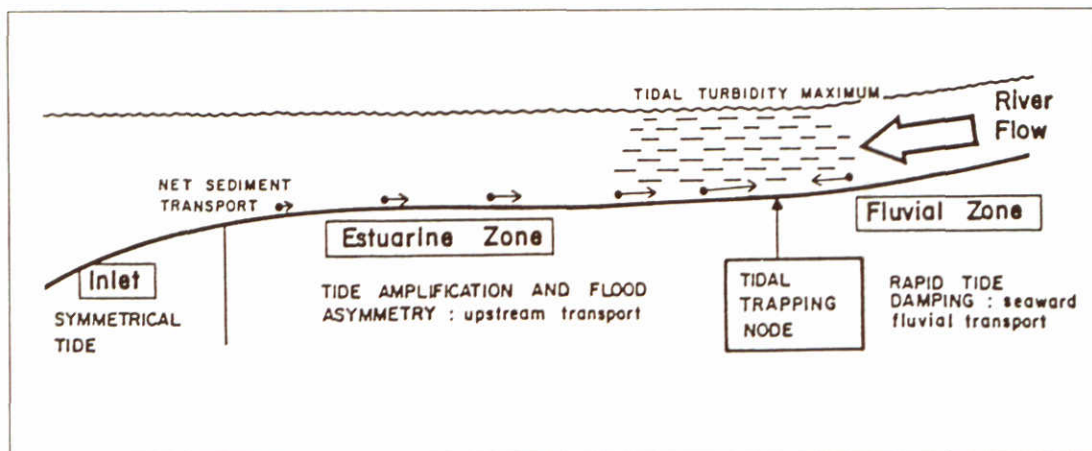 TIDAL TURBIDITY MAXIMUM
River
Flow
NET SEDIMENT
TRANSPORT
Fluvial Zone
Estuarine Zone
Inlet
SYMMETRICAL
TIDE
TIDE AMPLIFICATION AND FLOOD
ASYMMETRY : upstream transport
TIDAL
TRAPPING
NODE
RAPID TIDE
DAMPING : seaward
fluvial transport